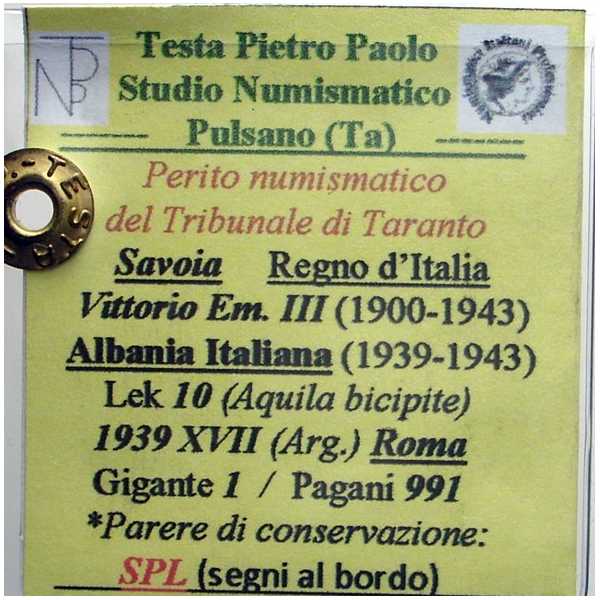 Testa Pietro Paolo
Studio Numismatico
Pulsano (Ta)
Perito numismatico
del Tribunale di Taranto
Savoia Regno d'Italia
Vittorio Em. III (1900-1943)
Albania Italiana (1939-1943)
Lek 10 (Aquila bicipite)
1939 XVII (Arg.) Roma
Gigante 1 / Pagani 991
*Parere di conservazione:
SPL (segni al bordo)
TESTA